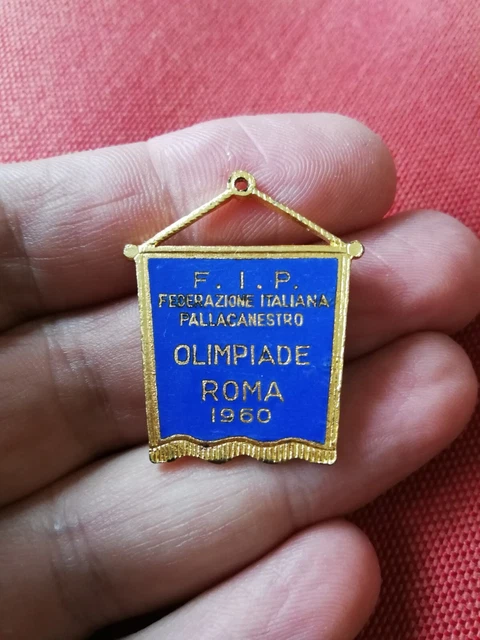 F. I. P.
FEDERAZIONE ITALIANA
PALLACANESTRO
OLIMPIADE
ROMA
1960